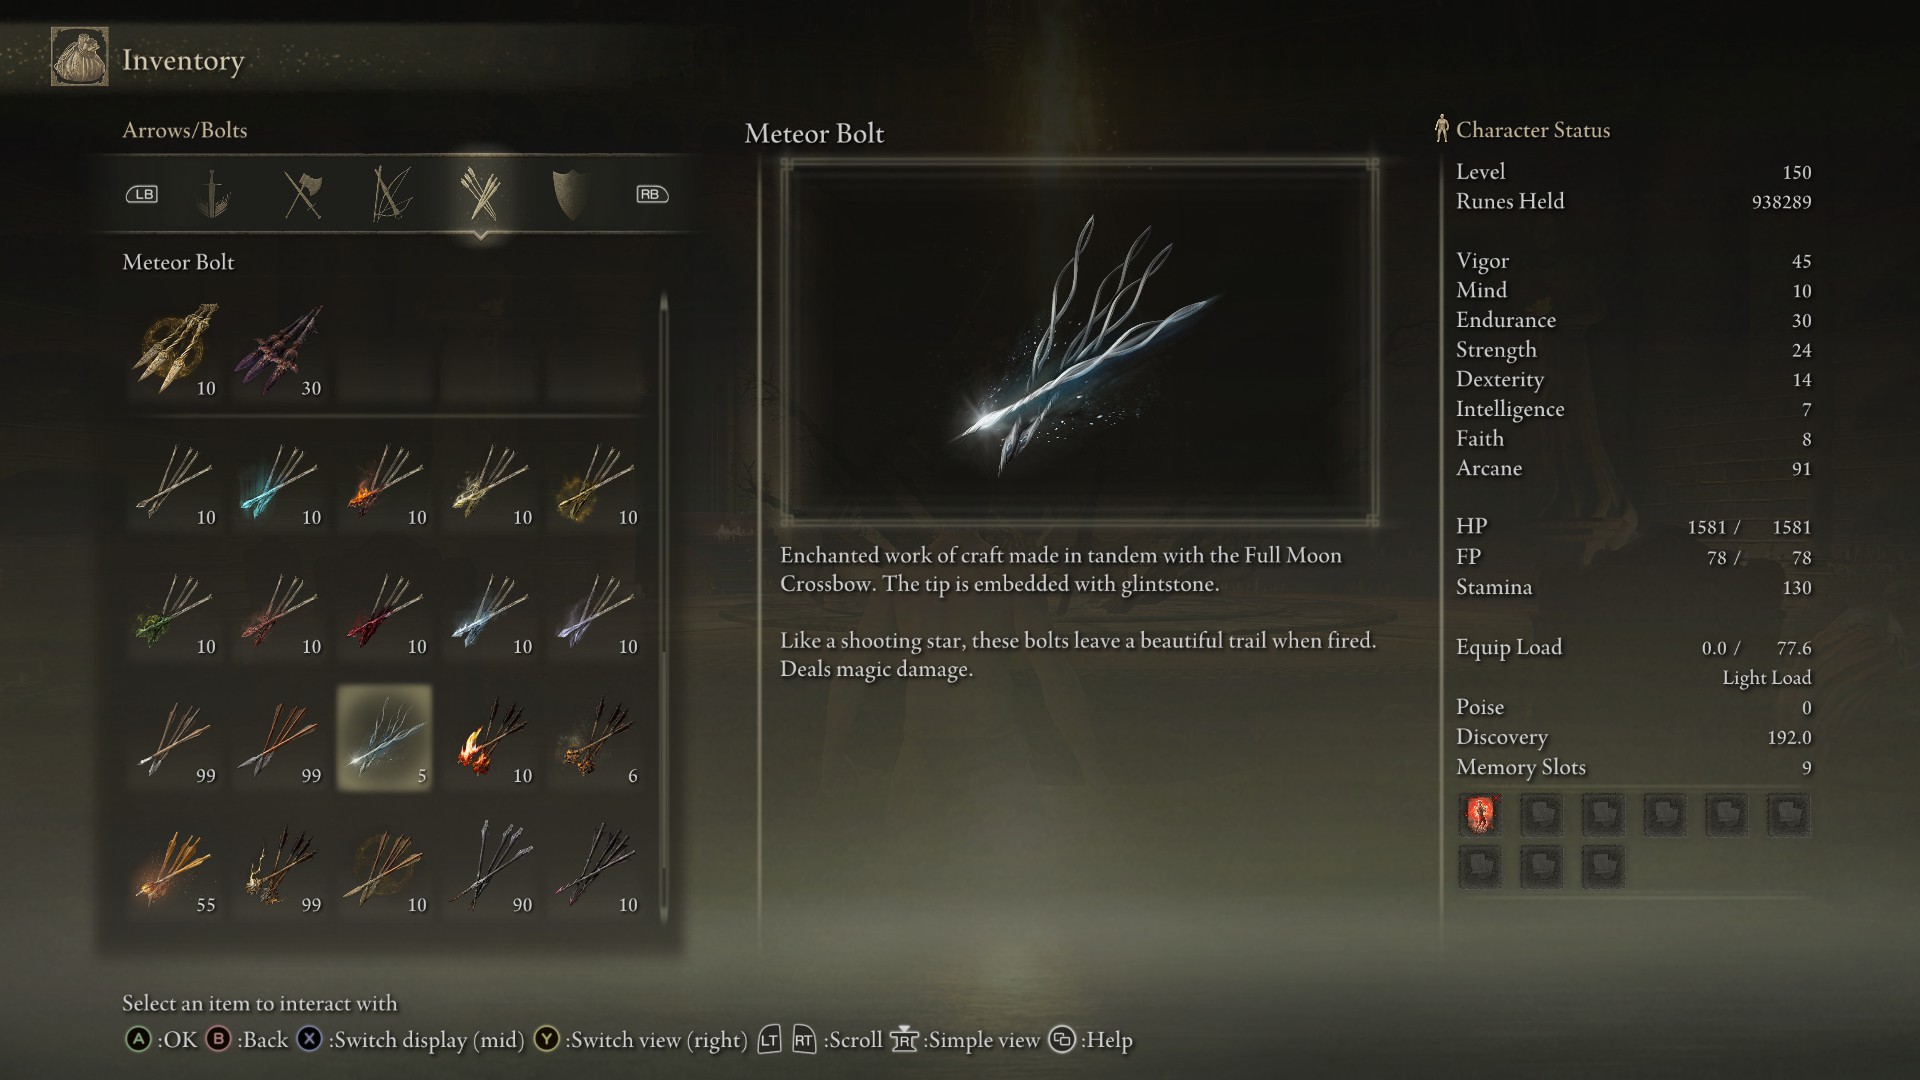 Inventory
Arrows/Bolts
LB
RB
Meteor Bolt
10
30
10 10 10 10 10
10 10 10 10 10
99 99 5 10 6
55 99 10 90 10
Meteor Bolt
Enchanted work of craft made in tandem with the Full Moon
Crossbow. The tip is embedded with glintstone.
Like a shooting star, these bolts leave a beautiful trail when fired.
Deals magic damage.
Character Status
Level 150
Runes Held 938289
Vigor 45
Mind 10
Endurance 30
Strength 24
Dexterity 14
Intelligence 7
Faith 8
Arcane 91
HP 1581 / 1581
FP 78 / 78
Stamina 130
Equip Load 0.0 / 77.6
Light Load
Poise 0
Discovery 192.0
Memory Slots 9
Select an item to interact with
A :OK B :Back X :Switch display (mid) Y :Switch view (right) LT RT :Scroll R :Simple view :Help